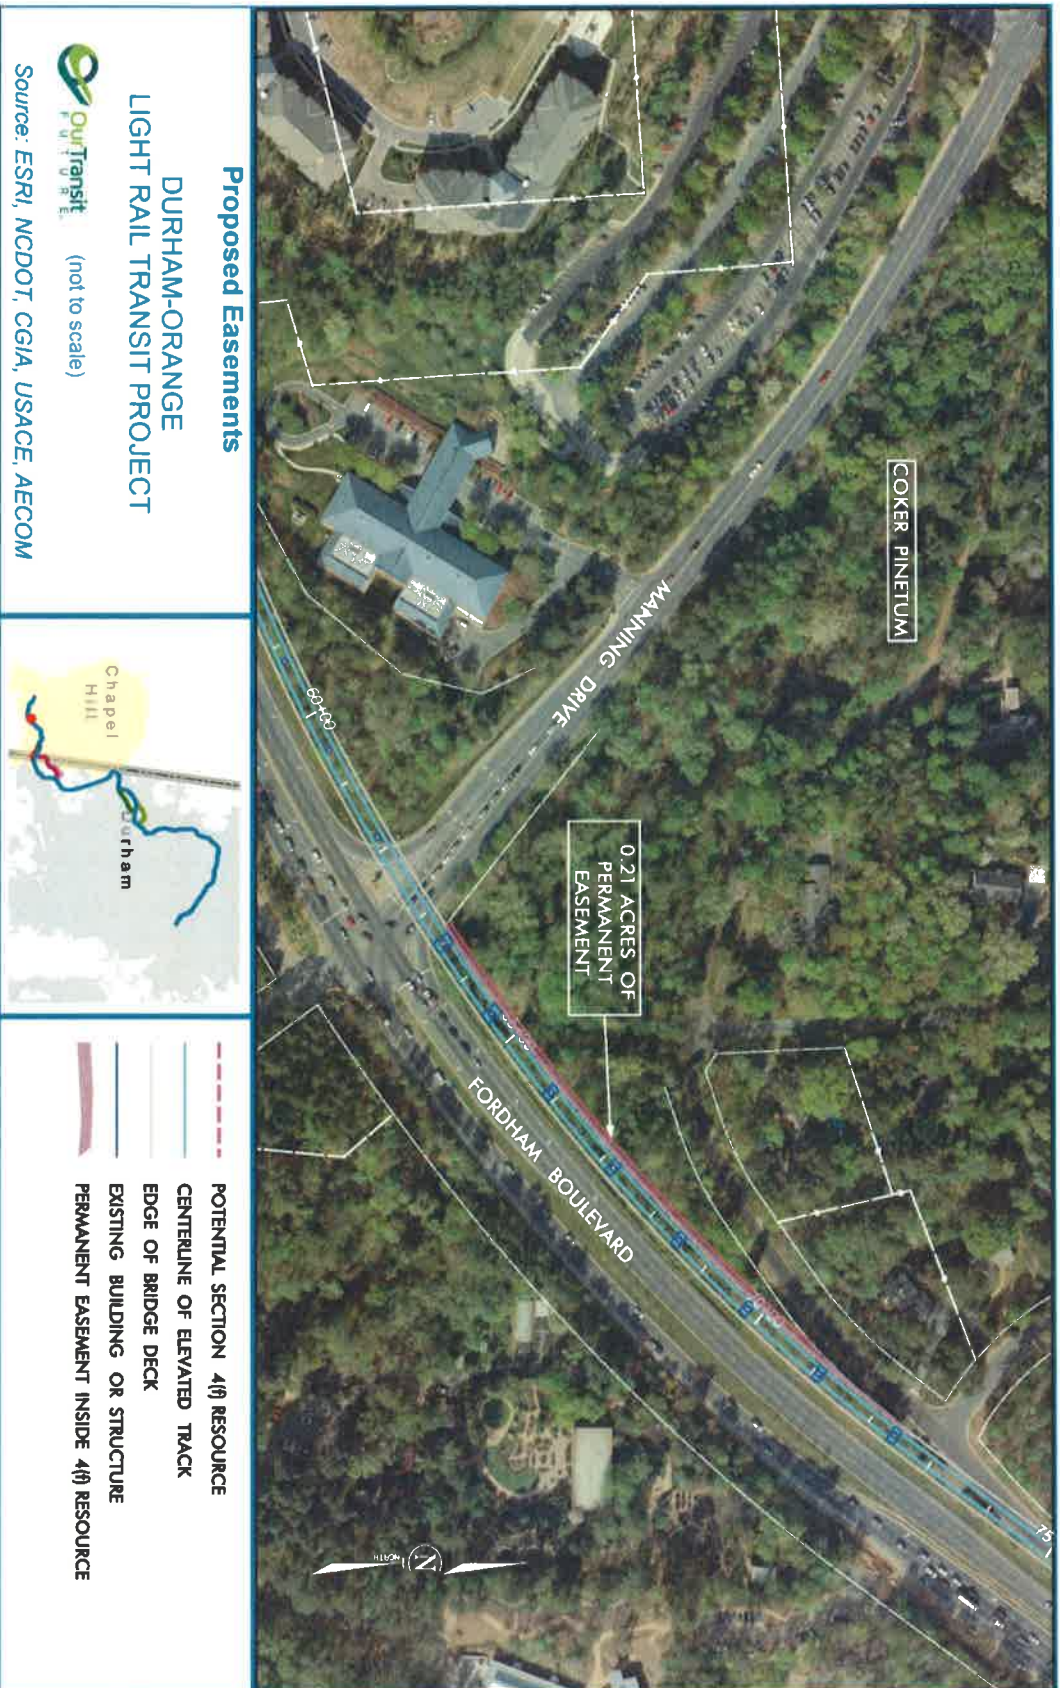 COKER PINETUM
MANNING DRIVE
0.21 ACRES OF
PERMANENT
EASEMENT
60+00
FORDHAM BOULEVARD
75
N
NORTH
Proposed Easements
DURHAM-ORANGE
LIGHT RAIL TRANSIT PROJECT
OurTransit
FUTURE
(not to scale)
Source: ESRI, NCDOT, CGIA, USACE, AECOM
Chapel
Hill
Durham
POTENTIAL SECTION 4(f) RESOURCE
CENTERLINE OF ELEVATED TRACK
EDGE OF BRIDGE DECK
EXISTING BUILDING OR STRUCTURE
PERMANENT EASEMENT INSIDE 4(f) RESOURCE